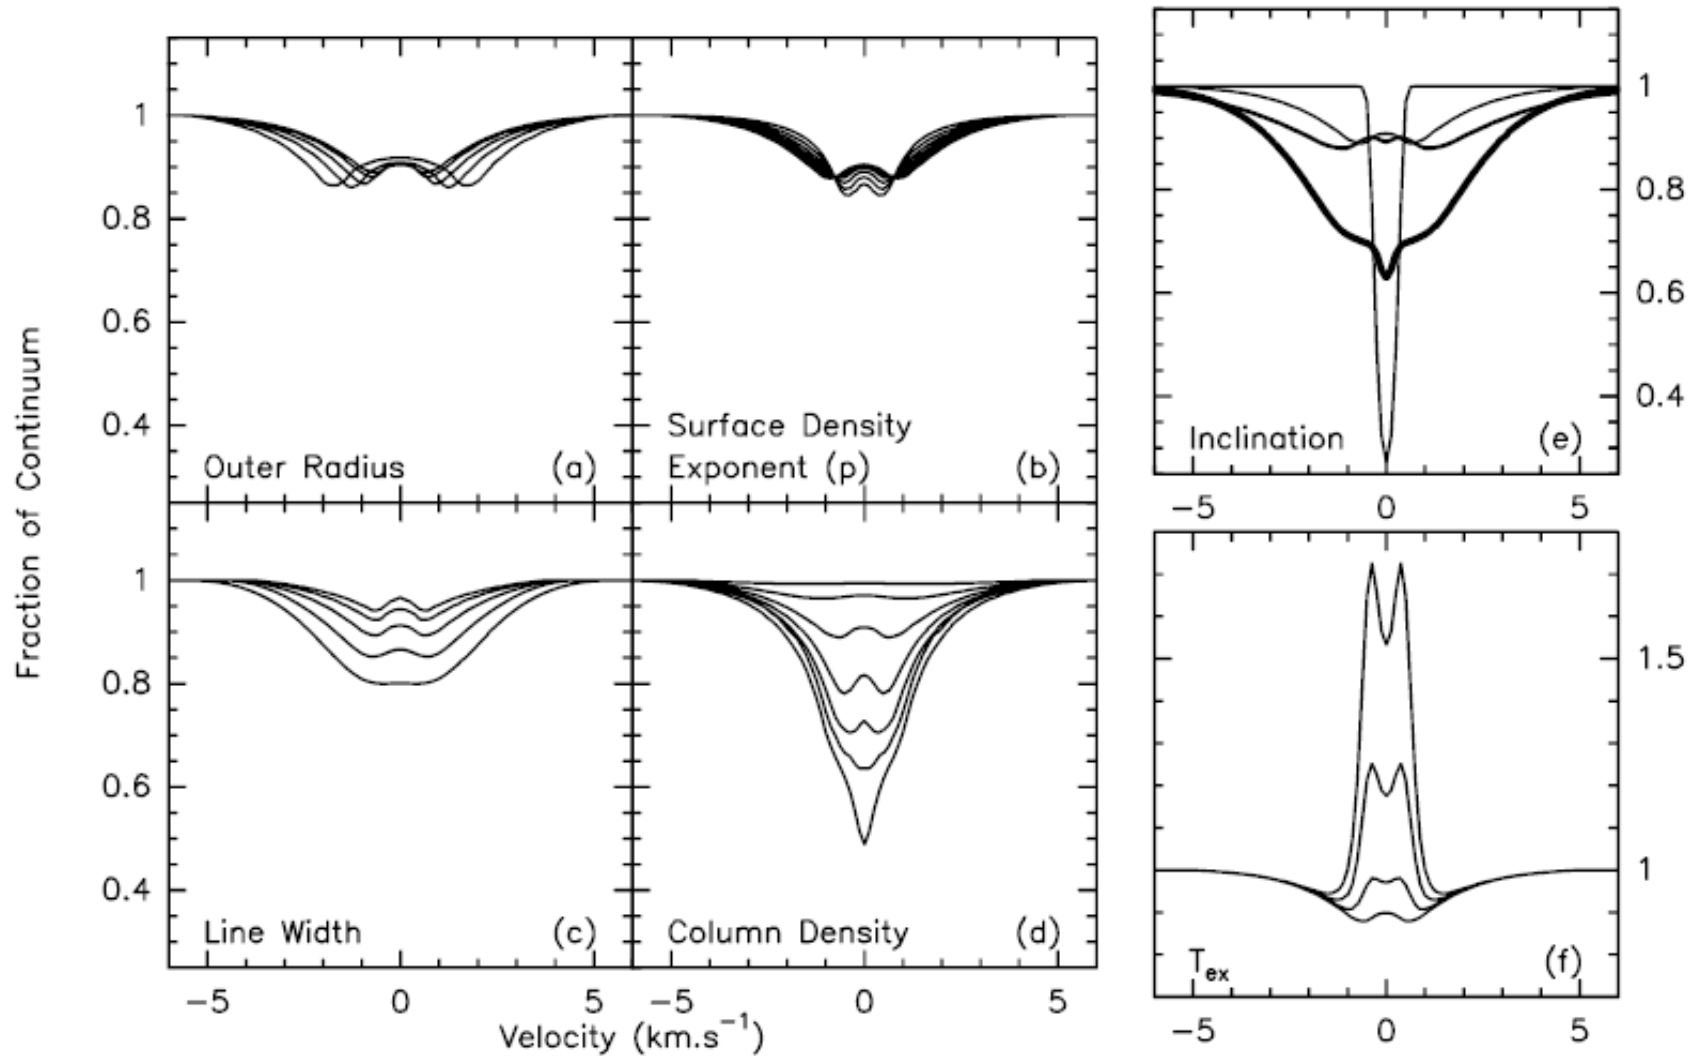 Fraction of Continuum
1
0.8
0.6
0.4
Outer Radius (a)
Surface Density
Exponent (p) (b)
1
0.8
0.6
0.4
Line Width (c)
Column Density (d)
−5 0 5 −5 0 5
Velocity (km.s−1)
1
0.8
0.6
0.4
Inclination (e)
−5 0 5
1.5
1
Tex (f)
−5 0 5